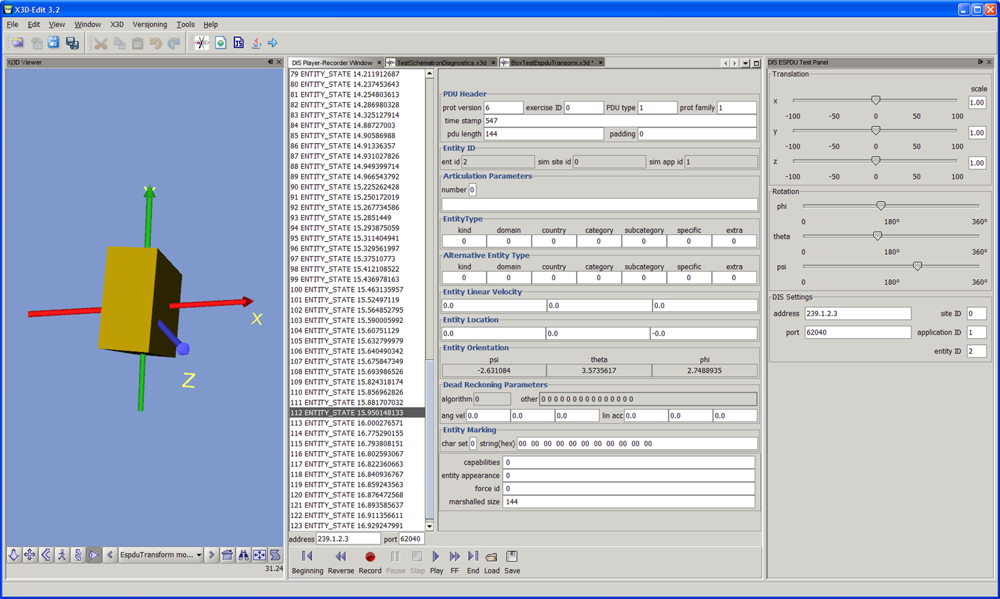 X3D-Edit 3.2
File Edit View Window X3D Versioning Tools Help
Xj3D Viewer
Y
X
Z
EspduTransform mo...
31.24
DIS Player-Recorder Window
TestSchematronDiagnostics.x3d
BoxTestEspduTransorm.x3d *
79 ENTITY_STATE 14.211912687
80 ENTITY_STATE 14.237453643
81 ENTITY_STATE 14.254803613
82 ENTITY_STATE 14.286980328
83 ENTITY_STATE 14.325127914
84 ENTITY_STATE 14.88727003
85 ENTITY_STATE 14.90586988
86 ENTITY_STATE 14.91336357
87 ENTITY_STATE 14.931027826
88 ENTITY_STATE 14.949399714
89 ENTITY_STATE 14.966543792
90 ENTITY_STATE 15.225262428
91 ENTITY_STATE 15.250172019
92 ENTITY_STATE 15.267734586
93 ENTITY_STATE 15.2851449
94 ENTITY_STATE 15.293875059
95 ENTITY_STATE 15.311404941
96 ENTITY_STATE 15.329561997
97 ENTITY_STATE 15.37510773
98 ENTITY_STATE 15.412108522
99 ENTITY_STATE 15.436978163
100 ENTITY_STATE 15.463135957
101 ENTITY_STATE 15.52497119
102 ENTITY_STATE 15.564852795
103 ENTITY_STATE 15.590005992
104 ENTITY_STATE 15.60751129
105 ENTITY_STATE 15.632799979
106 ENTITY_STATE 15.640490342
107 ENTITY_STATE 15.675847349
108 ENTITY_STATE 15.693986526
109 ENTITY_STATE 15.824318174
110 ENTITY_STATE 15.856962826
111 ENTITY_STATE 15.881707032
112 ENTITY_STATE 15.950148133
113 ENTITY_STATE 16.000276571
114 ENTITY_STATE 16.775290155
115 ENTITY_STATE 16.793808151
116 ENTITY_STATE 16.802593067
117 ENTITY_STATE 16.822360663
118 ENTITY_STATE 16.840936767
119 ENTITY_STATE 16.859243563
120 ENTITY_STATE 16.876472568
121 ENTITY_STATE 16.893585637
122 ENTITY_STATE 16.911356611
123 ENTITY_STATE 16.929247991
PDU Header
prot version 6 exercise ID 0 PDU type 1 prot family 1
time stamp 547
pdu length 144 padding 0
Entity ID
ent id 2 sim site id 0 sim app id 1
Articulation Parameters
number 0
EntityType
kind domain country category subcategory specific extra
0 0 0 0 0 0 0
Alternative Entity Type
kind domain country category subcategory specific extra
0 0 0 0 0 0 0
Entity Linear Velocity
0.0 0.0 0.0
Entity Location
0.0 0.0 -0.0
Entity Orientation
psi theta phi
-2.631084 3.5735617 2.7488935
Dead Reckoning Parameters
algorithm 0 other 0 0 0 0 0 0 0 0 0 0 0 0 0 0 0
ang vel 0.0 0.0 0.0 lin acc 0.0 0.0 0.0
Entity Marking
char set 0 string(hex) 00 00 00 00 00 00 00 00 00 00 00
capabilities 0
entity appearance 0
force id 0
marshalled size 144
address 239.1.2.3 port 62040
Beginning Reverse Record Pause Stop Play FF End Load Save
DIS ESPDU Test Panel
Translation
scale
x 1.00
-100 -50 0 50 100
y 1.00
-100 -50 0 50 100
z 1.00
-100 -50 0 50 100
Rotation
phi
0 180º 360º
theta
0 180º 360º
psi
0 180º 360º
DIS Settings
address 239.1.2.3 site ID 0
port 62040 application ID 1
entity ID 2